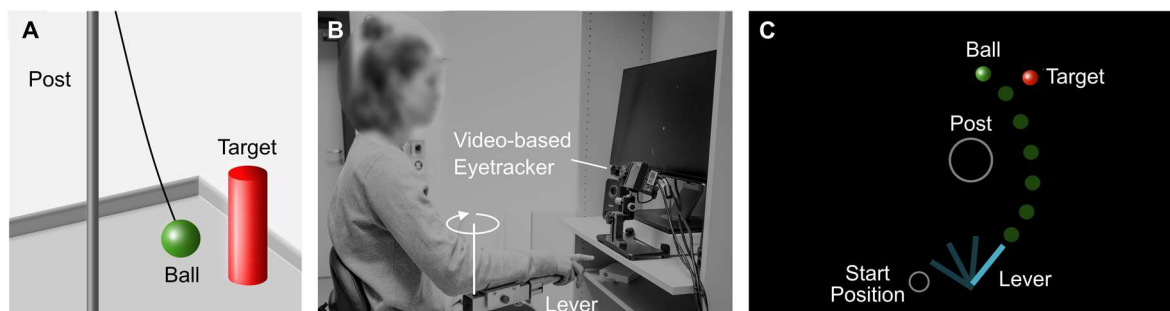 A
Post
Target
Ball
B
Video-based
Eyetracker
Lever
C
Ball
Target
Post
Start
Position
Lever